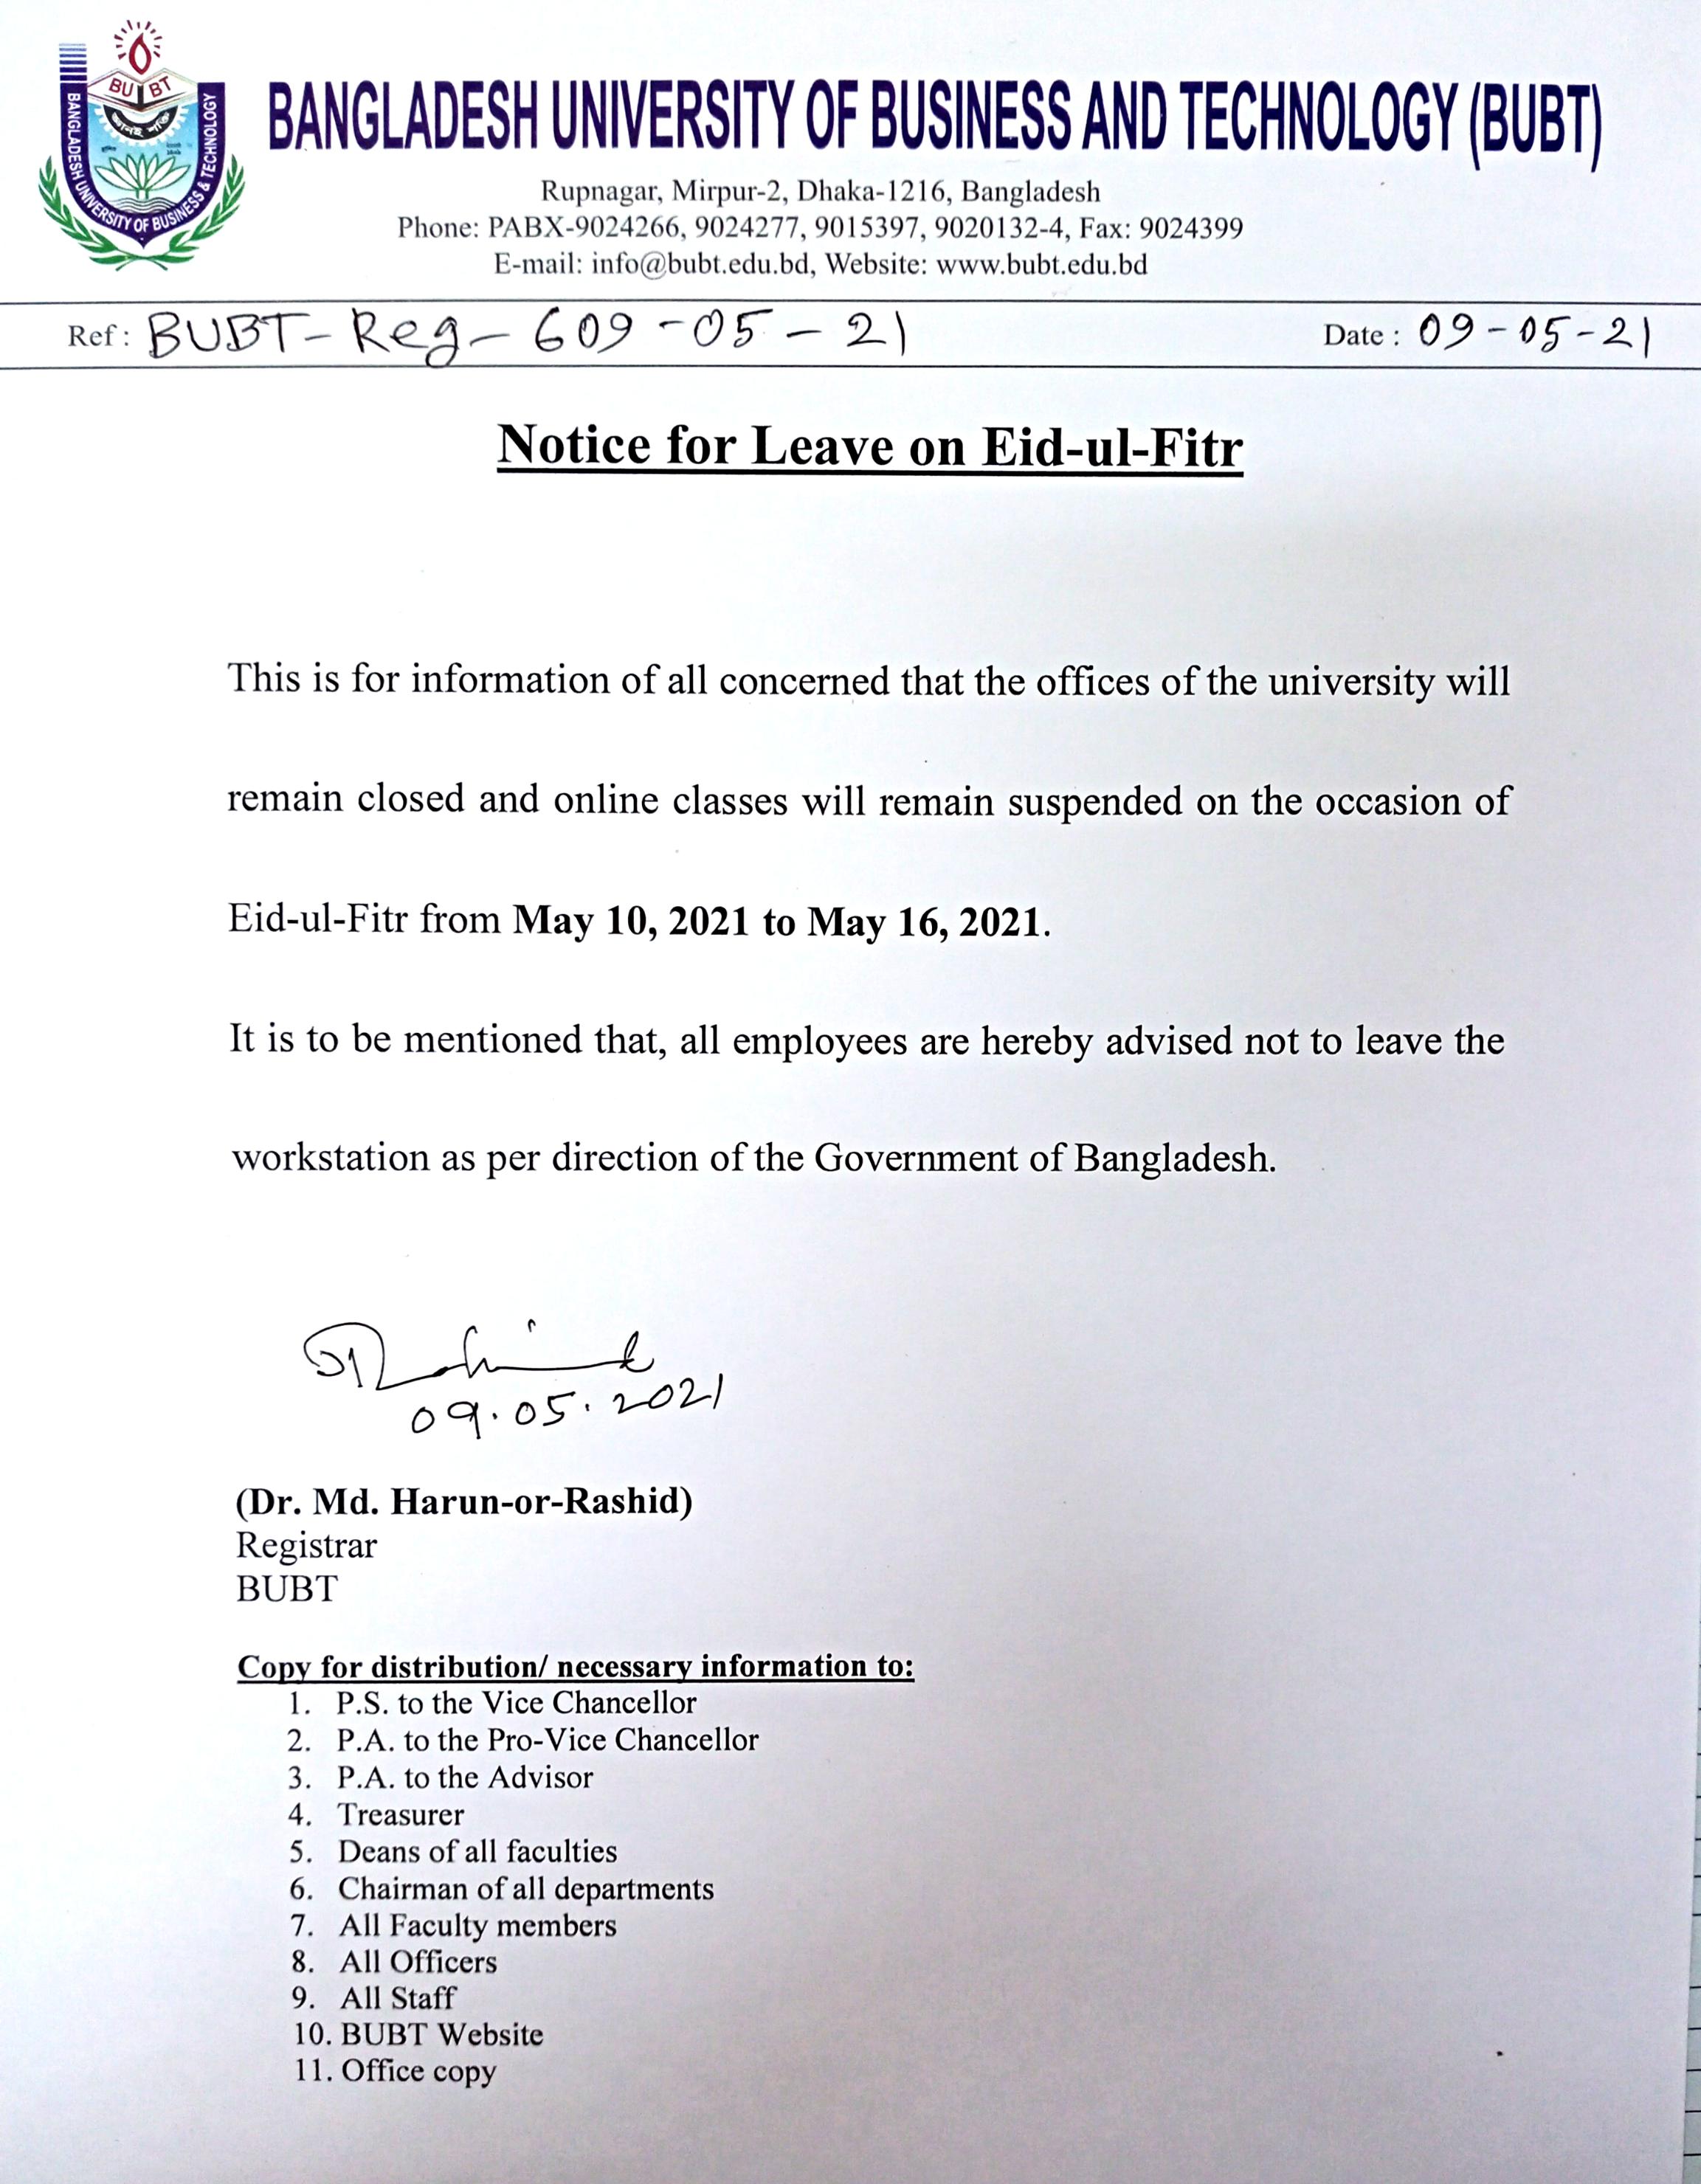 BU BT
জ্ঞানই শক্তি
BANGLADESH UNIVERSITY OF BUSINESS & TECHNOLOGY
BANGLADESH UNIVERSITY OF BUSINESS AND TECHNOLOGY (BUBT)
Rupnagar, Mirpur-2, Dhaka-1216, Bangladesh
Phone: PABX-9024266, 9024277, 9015397, 9020132-4, Fax: 9024399
E-mail: info@bubt.edu.bd, Website: www.bubt.edu.bd
Ref: BUBT-Reg-609-05-21 Date: 09-05-21
Notice for Leave on Eid-ul-Fitr
This is for information of all concerned that the offices of the university will
remain closed and online classes will remain suspended on the occasion of
Eid-ul-Fitr from May 10, 2021 to May 16, 2021.
It is to be mentioned that, all employees are hereby advised not to leave the
workstation as per direction of the Government of Bangladesh.
09.05.2021
(Dr. Md. Harun-or-Rashid)
Registrar
BUBT
Copy for distribution/ necessary information to:
1. P.S. to the Vice Chancellor
2. P.A. to the Pro-Vice Chancellor
3. P.A. to the Advisor
4. Treasurer
5. Deans of all faculties
6. Chairman of all departments
7. All Faculty members
8. All Officers
9. All Staff
10. BUBT Website
11. Office copy